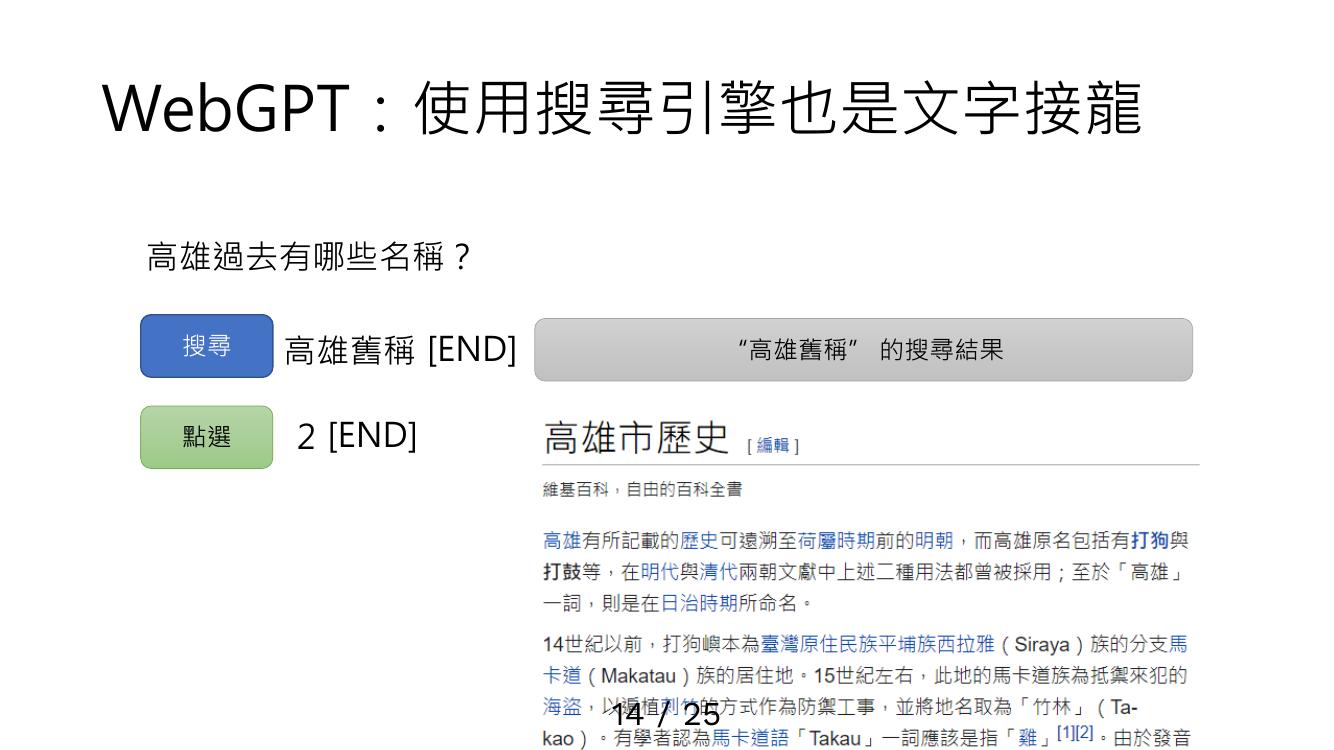 WebGPT：使用搜尋引擎也是文字接龍
高雄過去有哪些名稱？
搜尋 高雄舊稱 [END] “高雄舊稱” 的搜尋結果
點選 2 [END]
高雄市歷史 [ 編輯 ]
維基百科，自由的百科全書
高雄有所記載的歷史可遠溯至荷屬時期前的明朝，而高雄原名包括有打狗與
打鼓等，在明代與清代兩朝文獻中上述二種用法都曾被採用；至於「高雄」
一詞，則是在日治時期所命名。
14世紀以前，打狗嶼本為臺灣原住民族平埔族西拉雅（Siraya）族的分支馬
卡道（Makatau）族的居住地。15世紀左右，此地的馬卡道族為抵禦來犯的
海盜，以遍植刺竹的方式作為防禦工事，並將地名取為「竹林」（Ta-
14 / 25
kao）。有學者認為馬卡道語「Takau」一詞應該是指「雞」[1][2]。由於發音